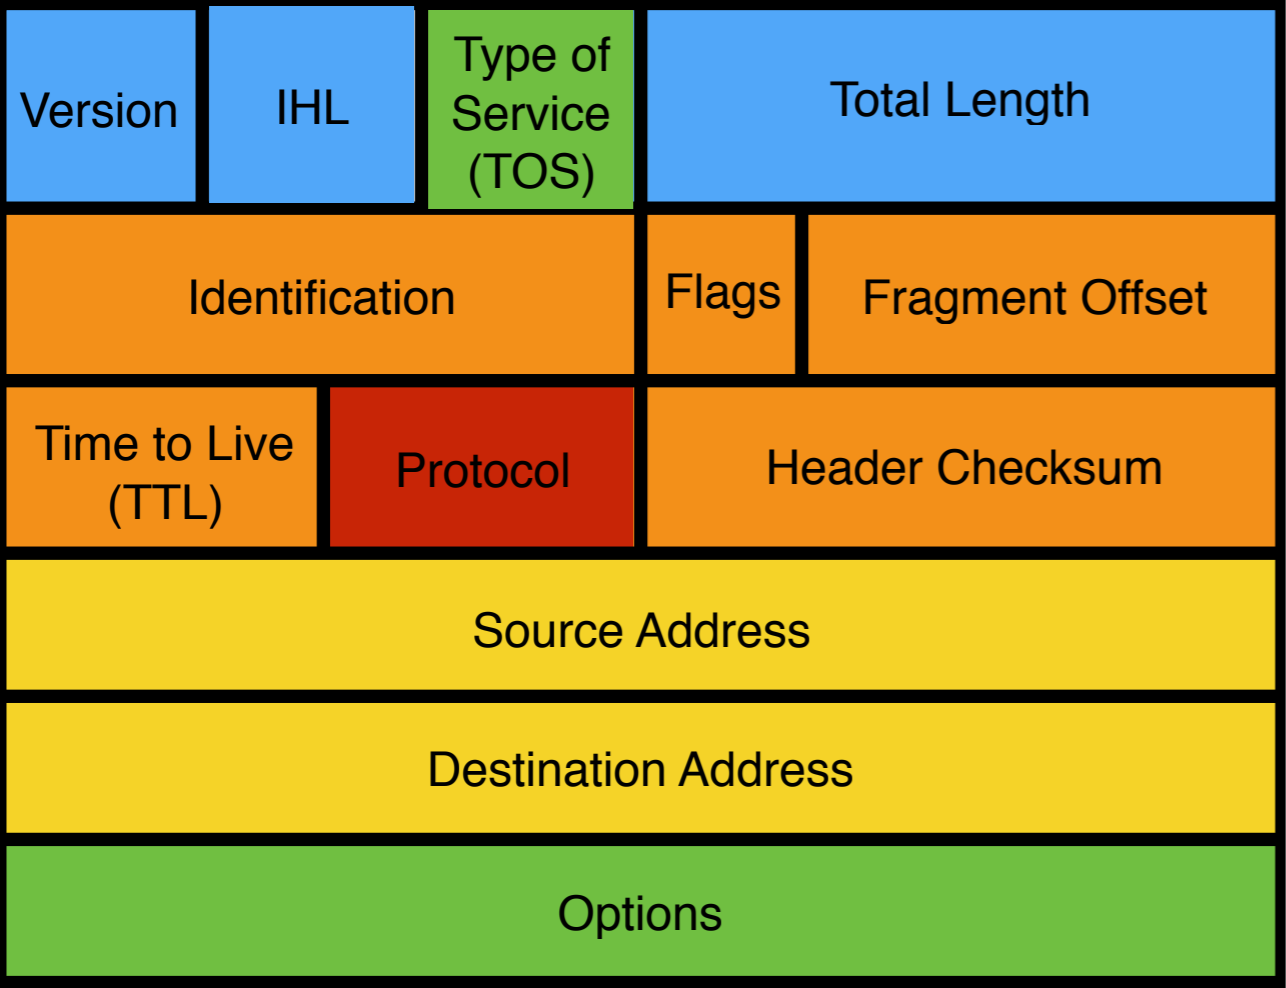 Version
IHL
Type of
Service
(TOS)
Total Length
Identification
Flags
Fragment Offset
Time to Live
(TTL)
Protocol
Header Checksum
Source Address
Destination Address
Options